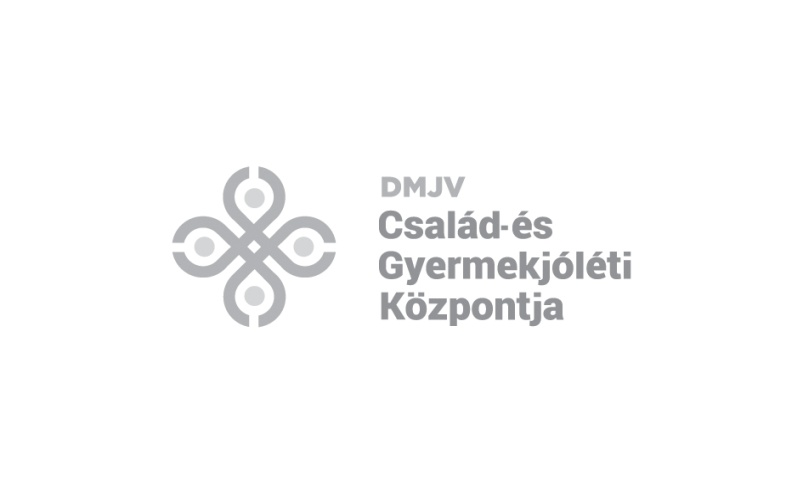 DMJV
Család-és
Gyermekjóléti
Központja